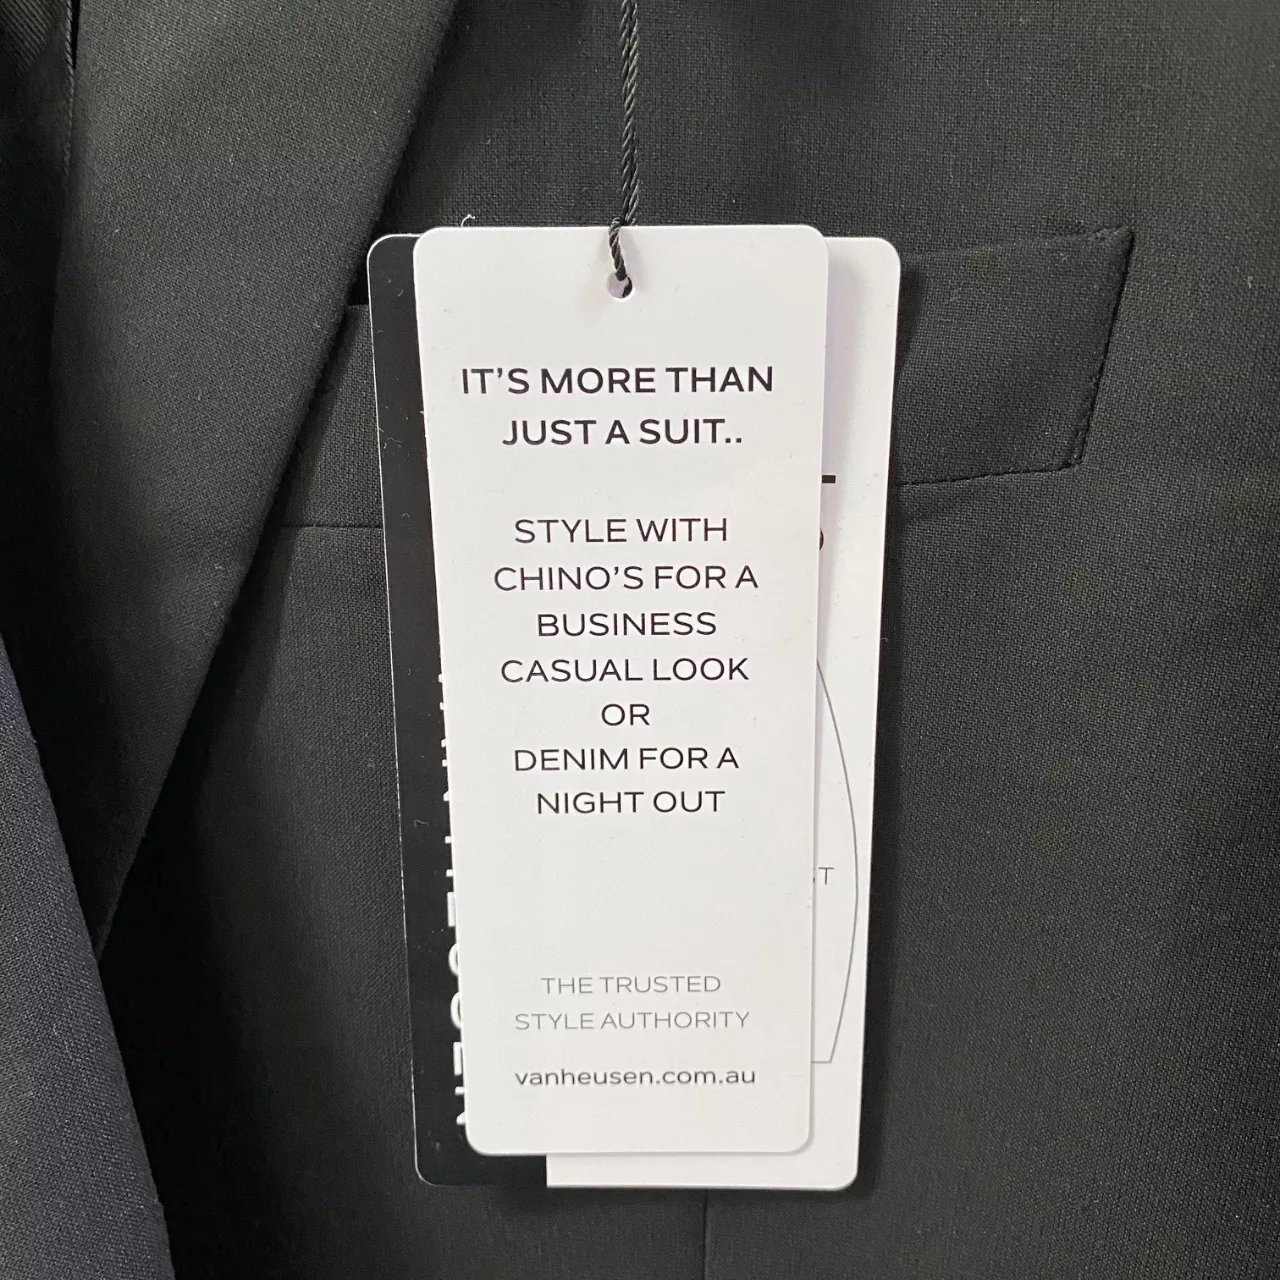 IT'S MORE THAN
JUST A SUIT..
STYLE WITH
CHINO'S FOR A
BUSINESS
CASUAL LOOK
OR
DENIM FOR A
NIGHT OUT
THE TRUSTED
STYLE AUTHORITY
vanheusen.com.au